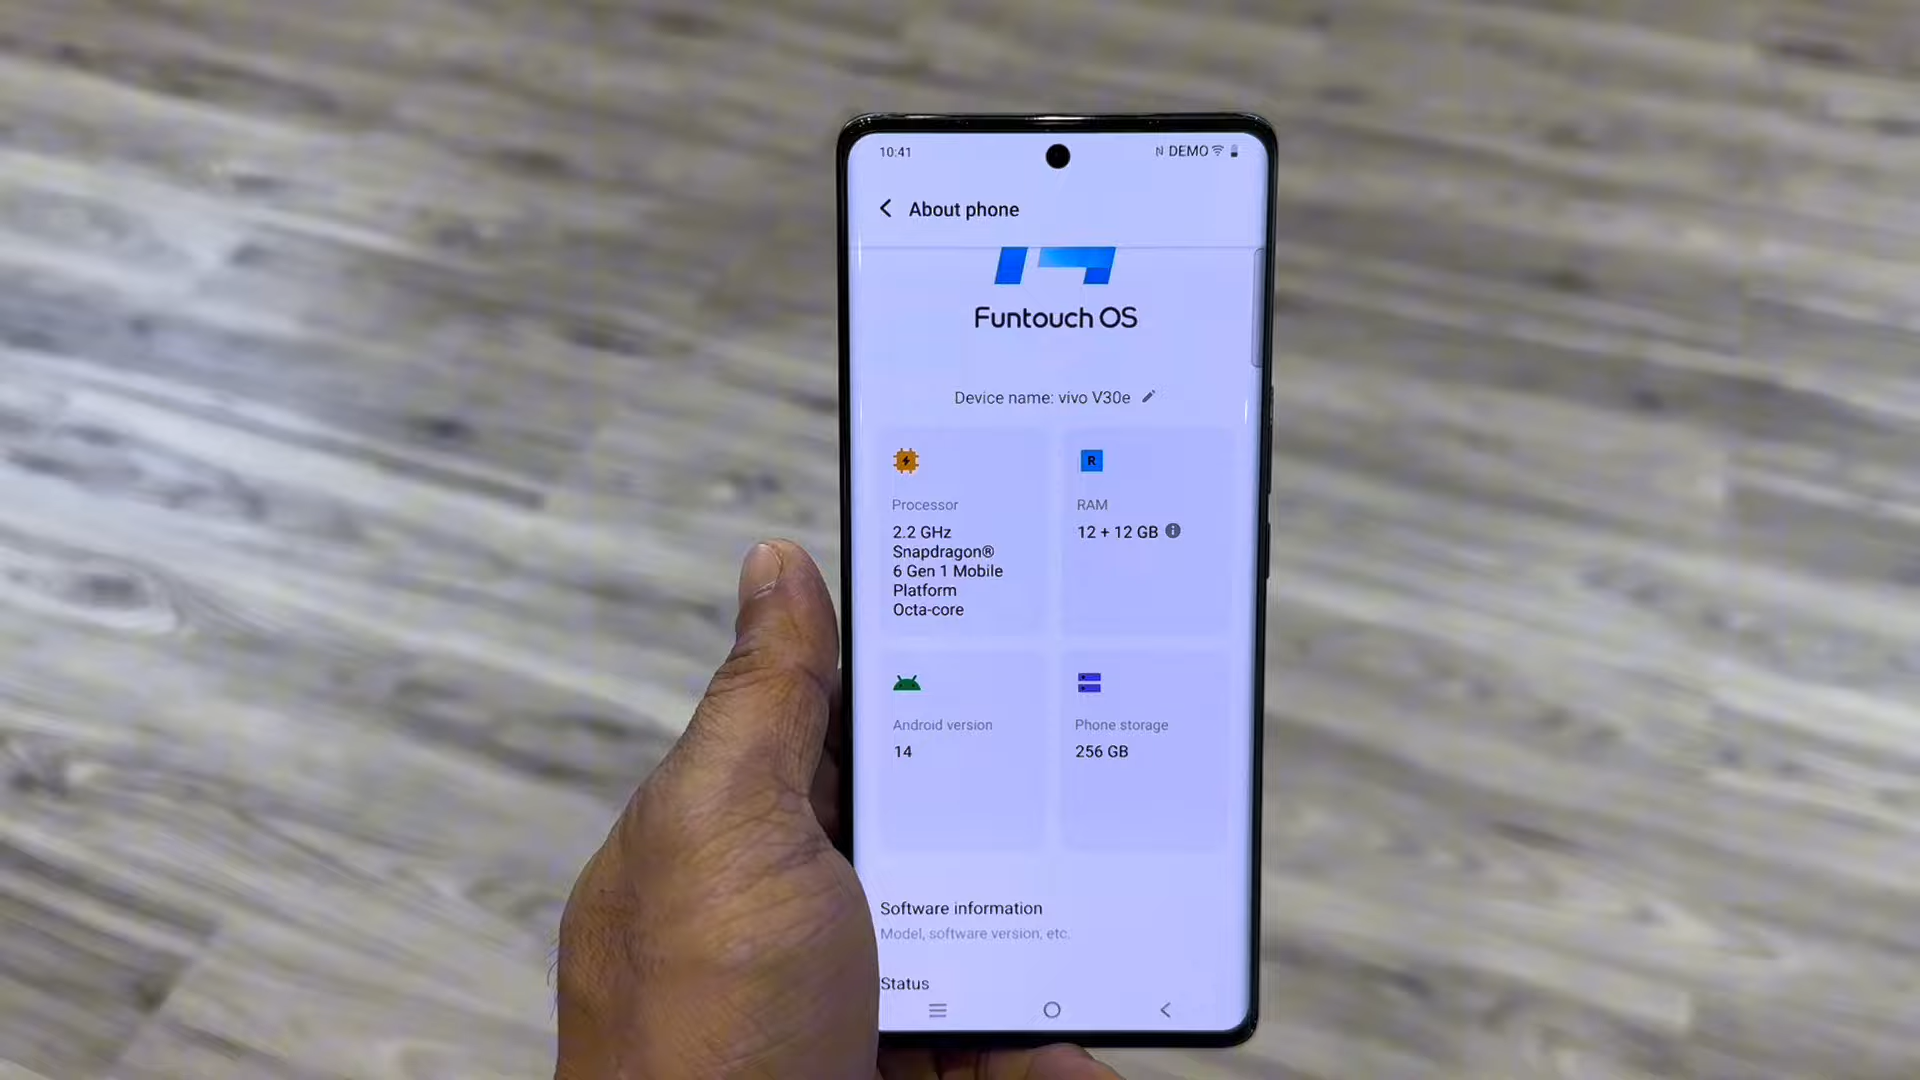 10:41
N DEMO
About phone
Funtouch OS
Device name: vivo V30e
R
Processor
2.2 GHz
Snapdragon®
6 Gen 1 Mobile
Platform
Octa-core
RAM
12 + 12 GB
Android version
14
Phone storage
256 GB
Software information
Model, software version, etc.
Status